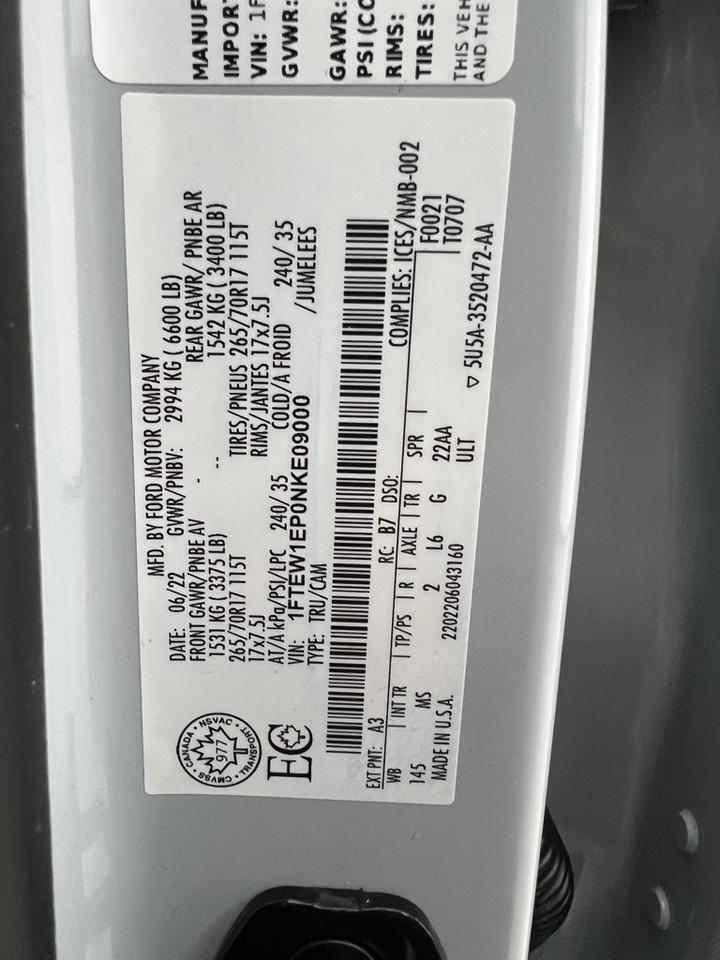 MANUF
IMPORT
VIN: 1F
GVWR:
GAWR:
PSI (CO
RIMS:
TIRES:
THIS VEH
AND THE
MFD. BY FORD MOTOR COMPANY
DATE: 06/22 GVWR/PNBV: 2994 KG ( 6600 LB)
FRONT GAWR/PNBE AV - REAR GAWR/ PNBE AR
1531 KG ( 3375 LB) -- 1542 KG ( 3400 LB)
265/70R17 115T TIRES/PNEUS 265/70R17 115T
17x7.5J RIMS/JANTES 17x7.5J
AT/A kPa/PSI/LPC 240/ 35 COLD/A FROID 240/ 35
VIN: 1FTEW1EP0NKE09000 /JUMELEES
TYPE: TRU/CAM
CANADA • NSVAC • TRANSPORT • CMVSS •
977
EC
EXT PNT: A3 RC: B7 DSO: COMPLIES: ICES/NMB-002
WB | INT TR | TP/PS | R | AXLE | TR | SPR | F0021
145 MS 2 L6 G 22AA T0707
MADE IN U.S.A. 2202206043160 ULT
▽ 5U5A-3520472-AA